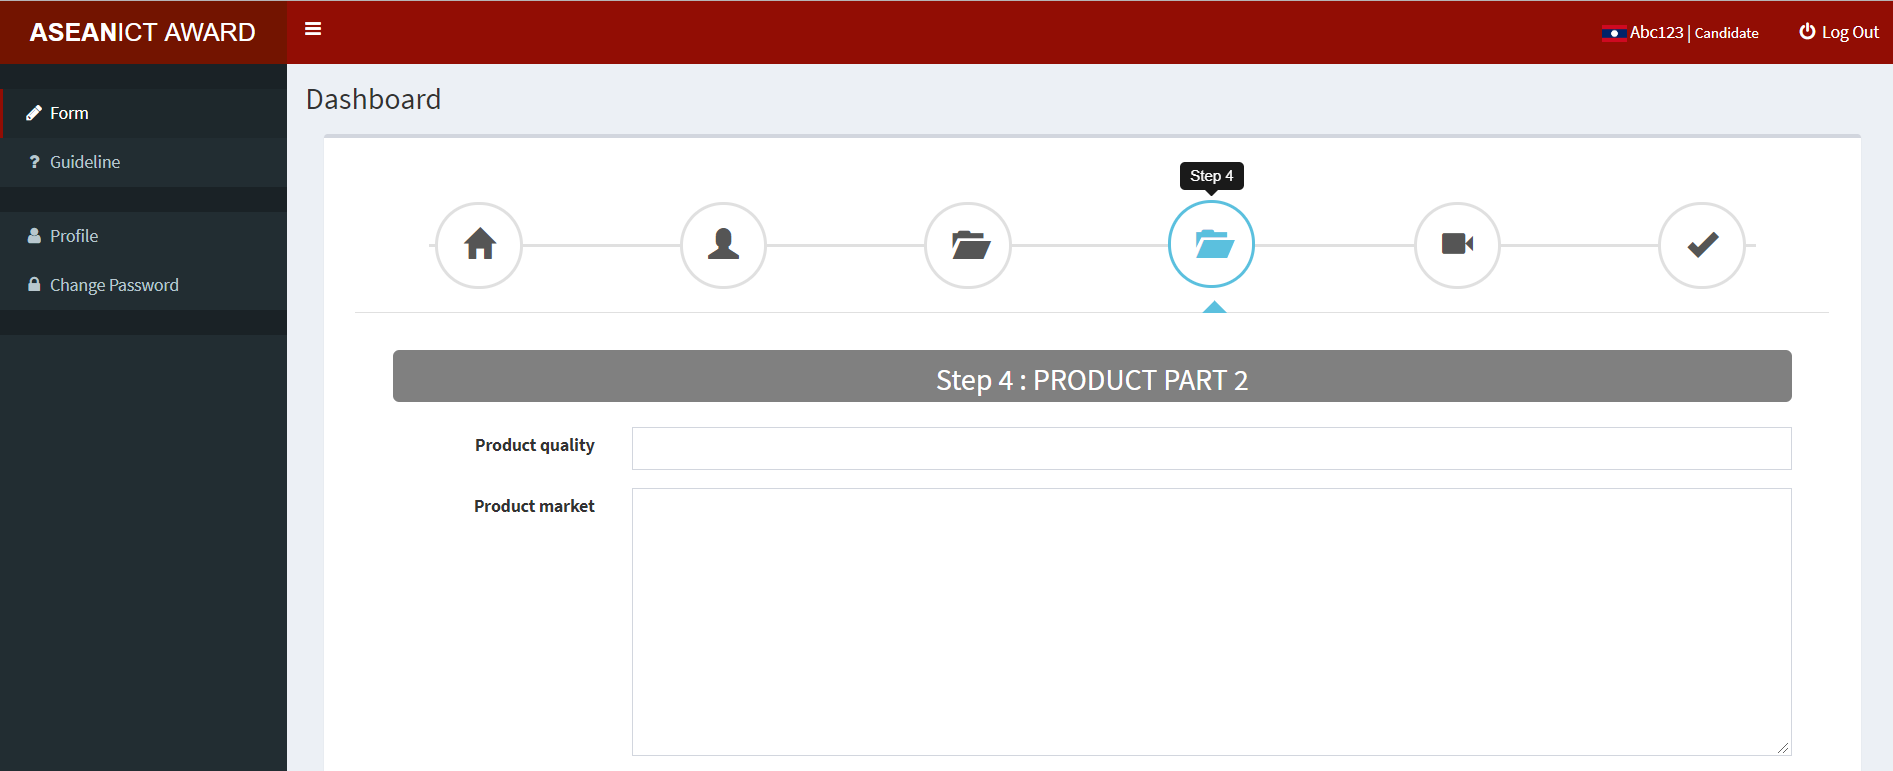 ASEANICT AWARD
Abc123 | Candidate
Log Out
Form
? Guideline
Profile
Change Password
Dashboard
Step 4
Step 4 : PRODUCT PART 2
Product quality
Product market